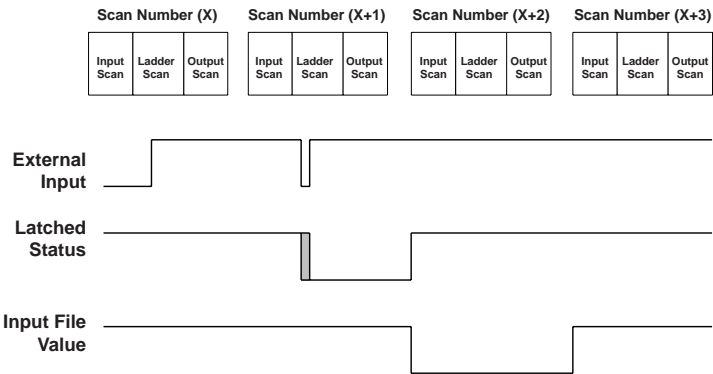 Scan Number (X) Scan Number (X+1) Scan Number (X+2) Scan Number (X+3)
Input Scan Ladder Scan Output Scan Input Scan Ladder Scan Output Scan Input Scan Ladder Scan Output Scan Input Scan Ladder Scan Output Scan
External
Input
Latched
Status
Input File
Value